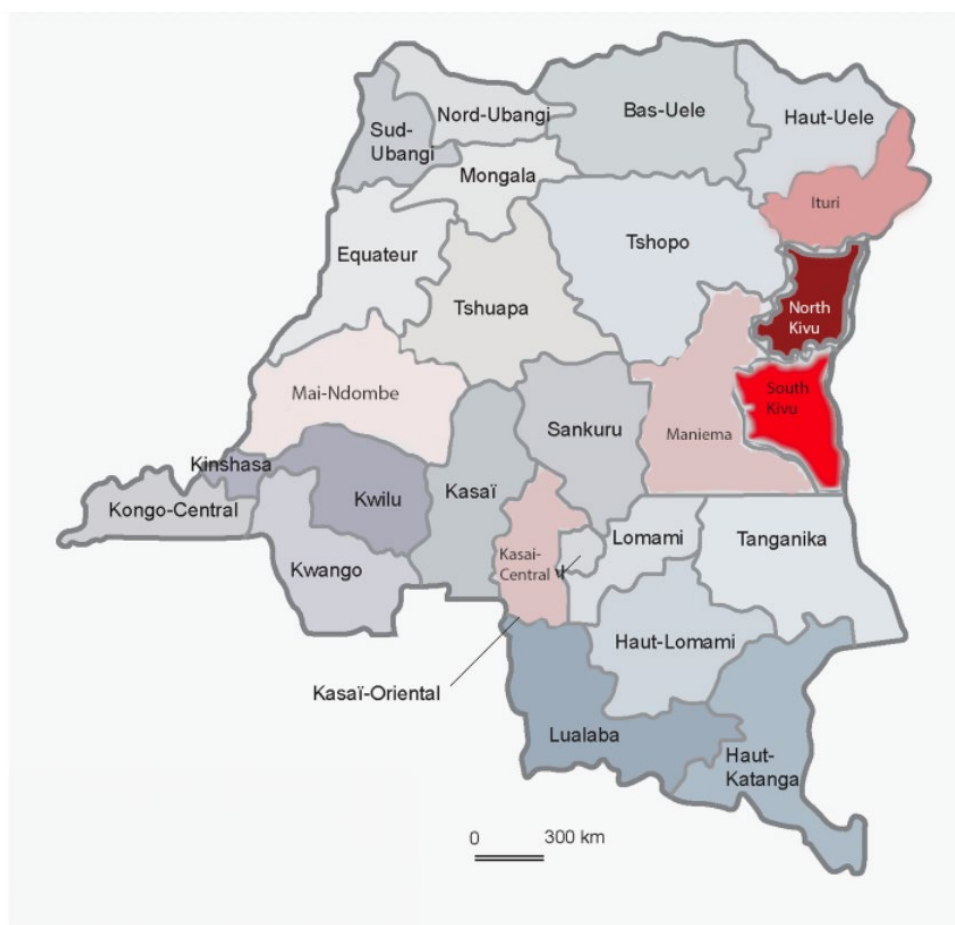 Nord-Ubangi
Bas-Uele
Haut-Uele
Sud-
Ubangi
Mongala
Ituri
Equateur
Tshopo
Tshuapa
North
Kivu
Mai-Ndombe
South
Kivu
Sankuru
Maniema
Kinshasa
Kwilu
Kasaï
Kongo-Central
Lomami
Tanganika
Kasai-
Central
Kwango
Haut-Lomami
Kasaï-Oriental
Lualaba
Haut-
Katanga
0 300 km